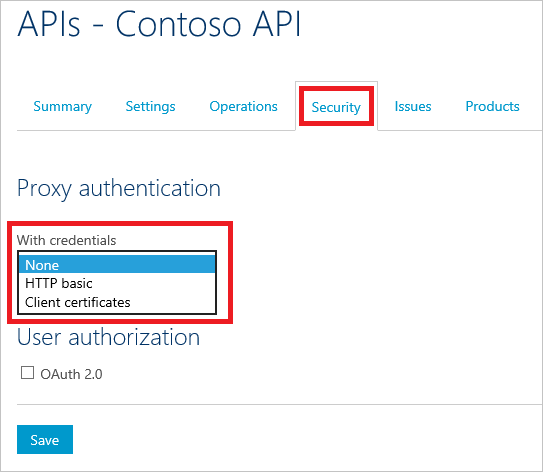 APIs - Contoso API
Summary Settings Operations Security Issues Products
Proxy authentication
With credentials
None
HTTP basic
Client certificates
User authorization
OAuth 2.0
Save